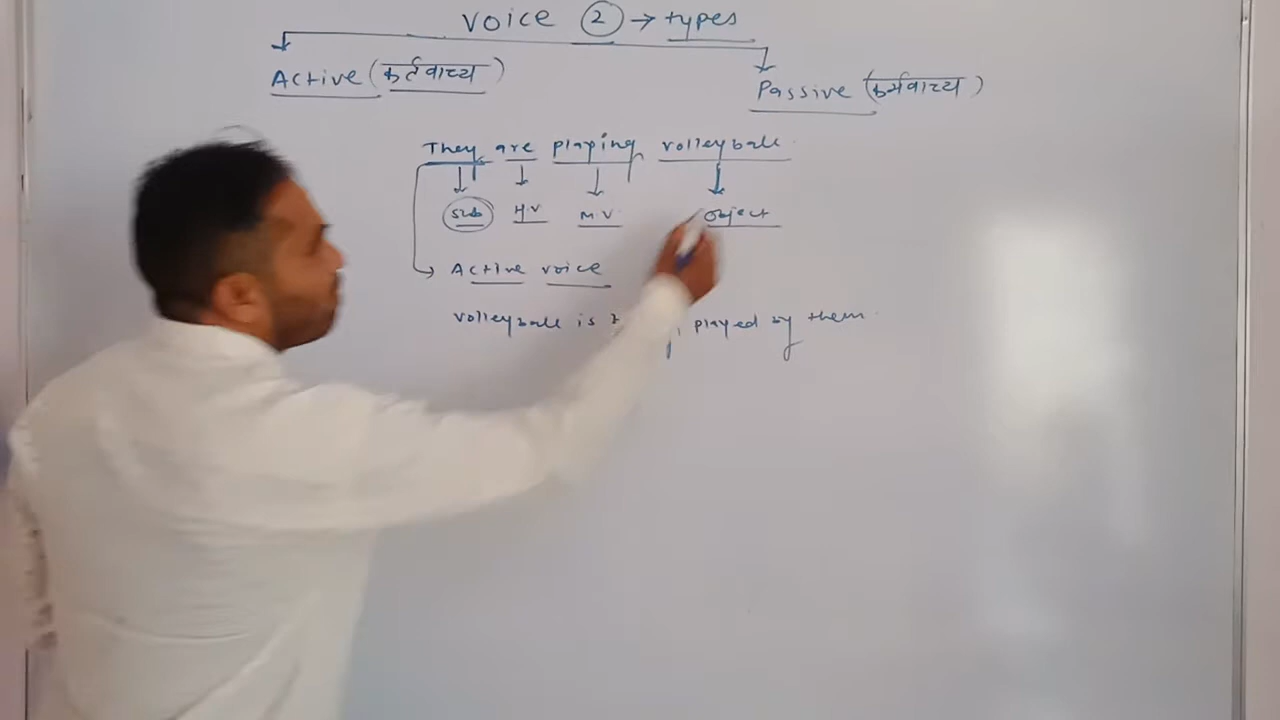 voice 2 → types
Active (कर्तवाच्य)
Passive (कर्मवाच्य)
They are playing volleyball.
Sub H.V M.V. object
Active voice
volleyball is played by them.